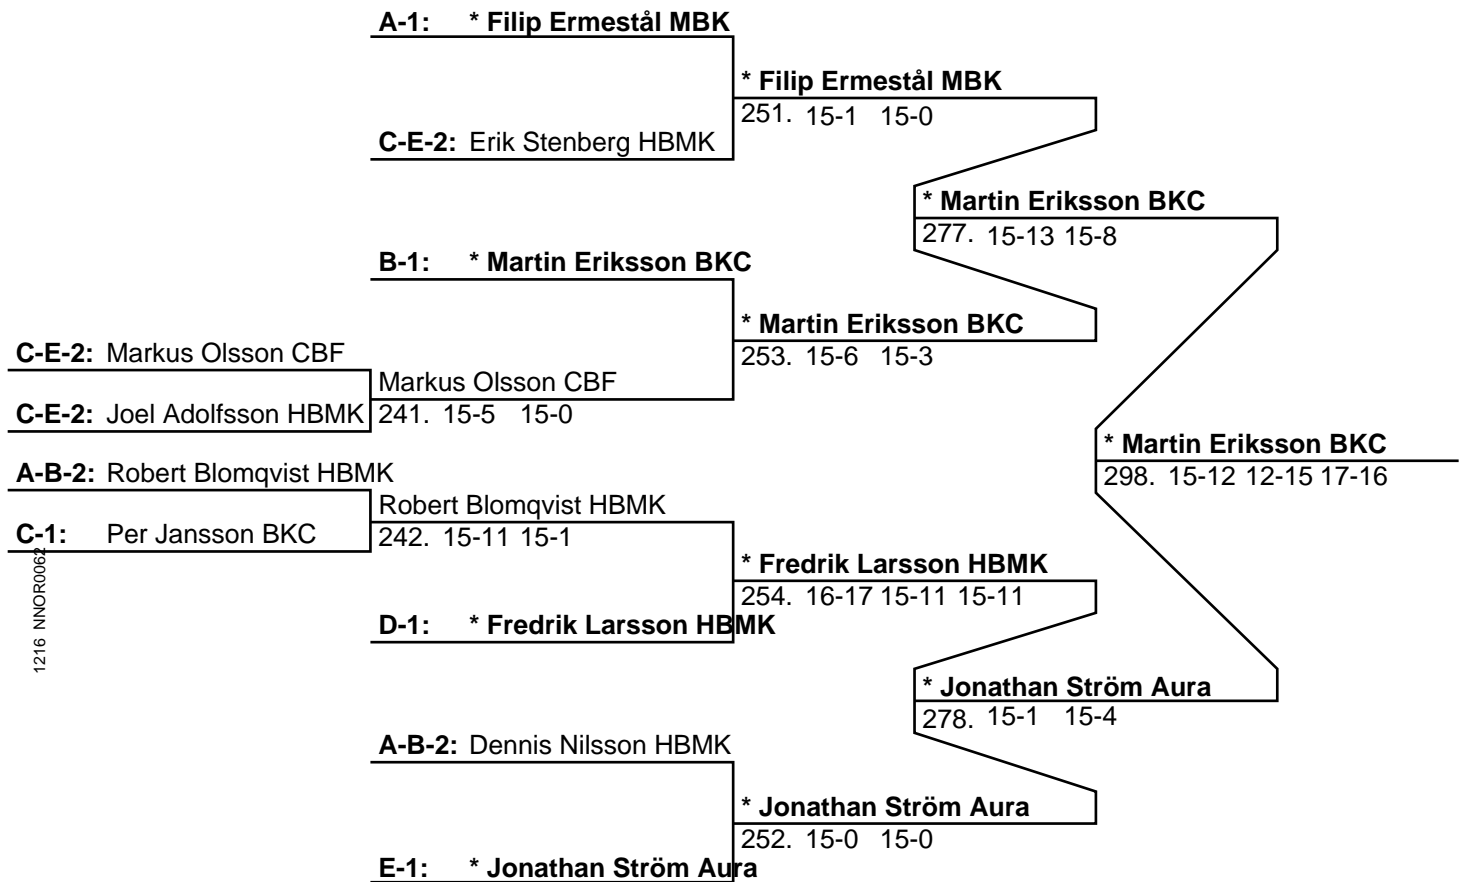 A-1: * Filip Ermestål MBK
* Filip Ermestål MBK
251. 15-1 15-0
C-E-2: Erik Stenberg HBMK
* Martin Eriksson BKC
277. 15-13 15-8
B-1: * Martin Eriksson BKC
* Martin Eriksson BKC
253. 15-6 15-3
C-E-2: Markus Olsson CBF
Markus Olsson CBF
C-E-2: Joel Adolfsson HBMK
241. 15-5 15-0
* Martin Eriksson BKC
298. 15-12 12-15 17-16
A-B-2: Robert Blomqvist HBMK
Robert Blomqvist HBMK
C-1: Per Jansson BKC
242. 15-11 15-1
* Fredrik Larsson HBMK
254. 16-17 15-11 15-11
D-1: * Fredrik Larsson HBMK
1216 NNOR0062
* Jonathan Ström Aura
278. 15-1 15-4
A-B-2: Dennis Nilsson HBMK
* Jonathan Ström Aura
252. 15-0 15-0
E-1: * Jonathan Ström Aura